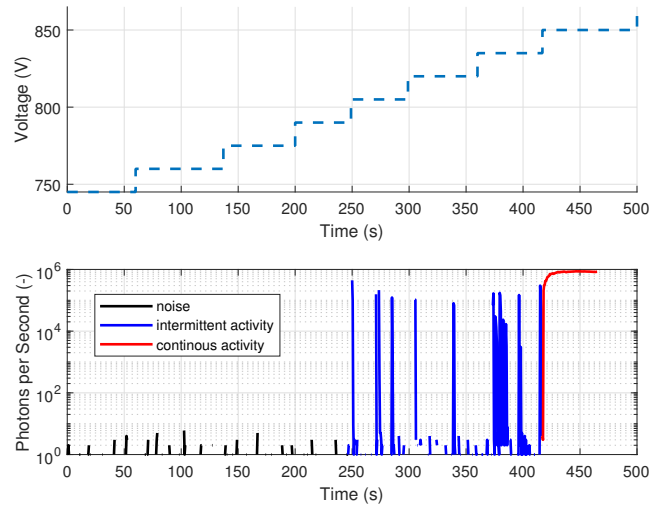 Voltage (V)
850
800
750
0 50 100 150 200 250 300 350 400 450 500
Time (s)
Photons per Second (-)
10^6
10^4
10^2
10^0
noise
intermittent activity
continous activity
0 50 100 150 200 250 300 350 400 450 500
Time (s)